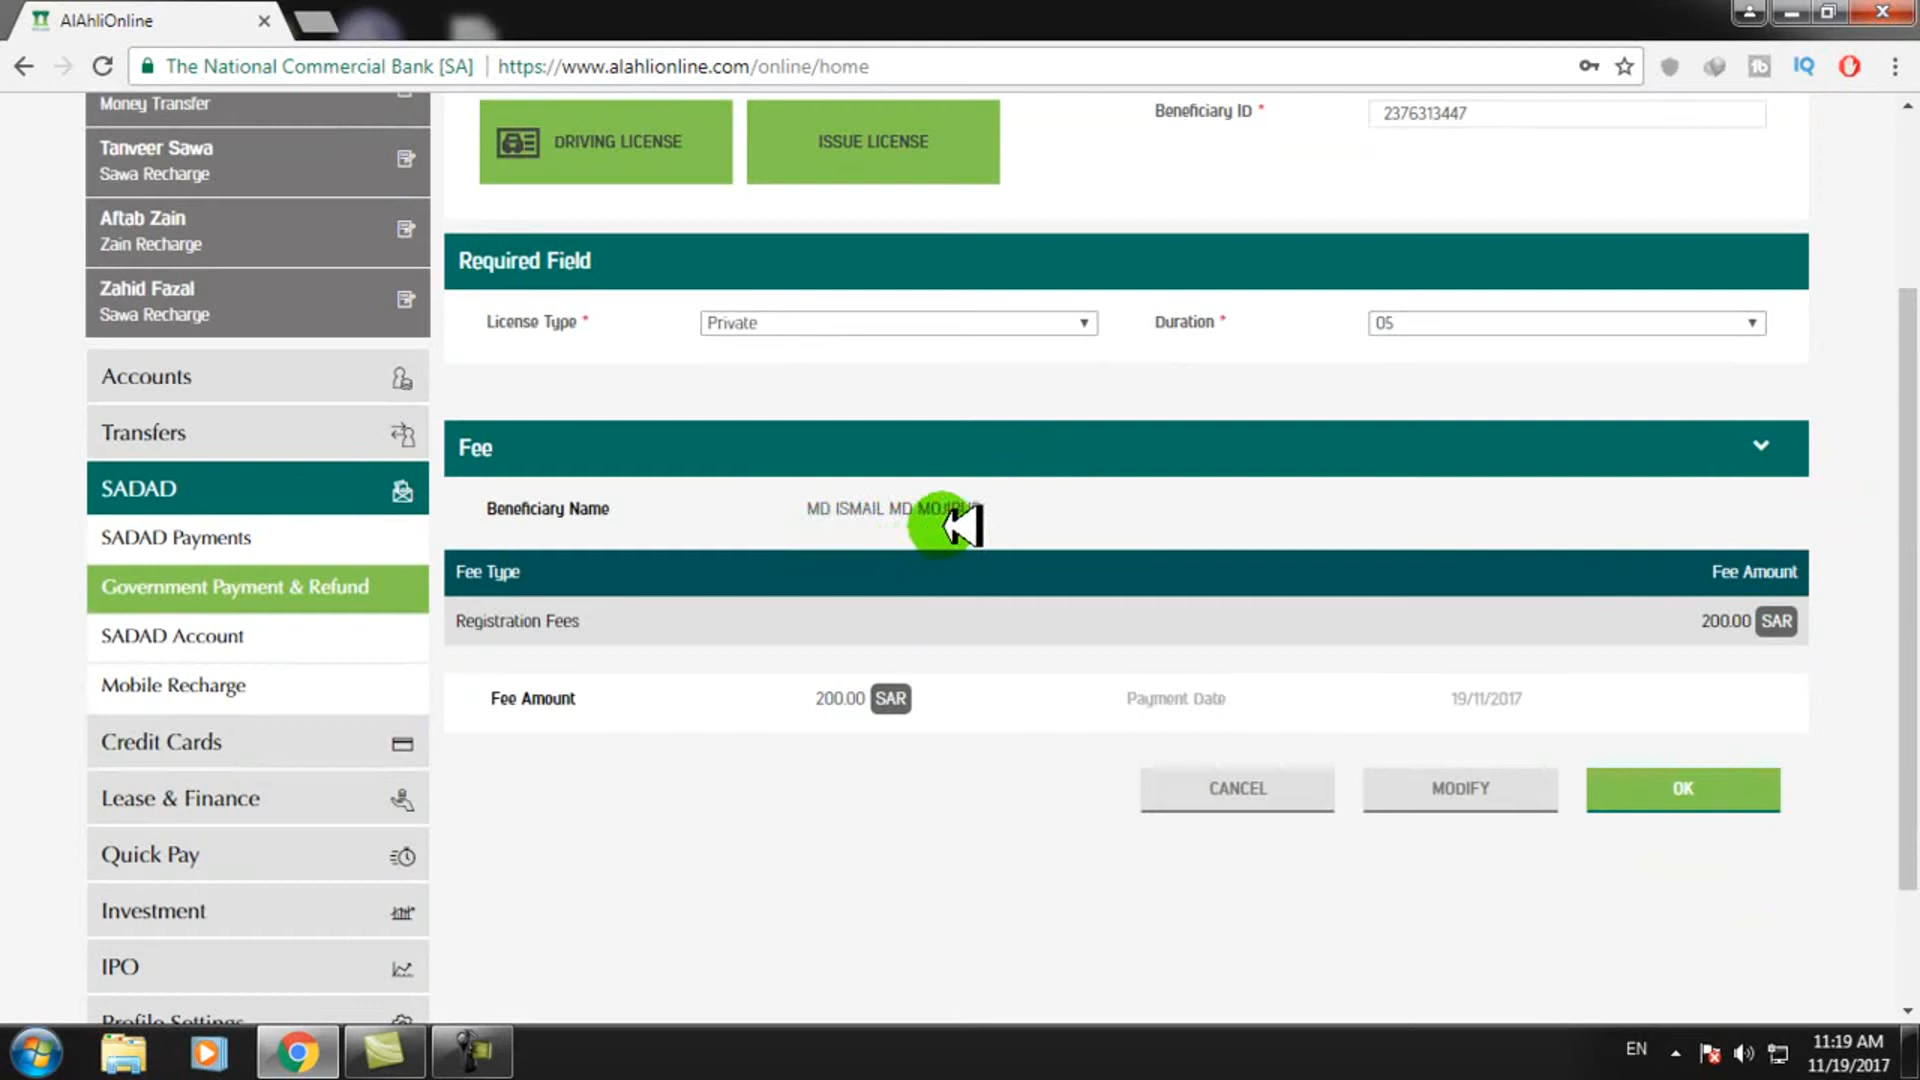 AlAhliOnline
The National Commercial Bank [SA] https://www.alahlionline.com/online/home
Money Transfer
Tanveer Sawa
Sawa Recharge
Aftab Zain
Zain Recharge
Zahid Fazal
Sawa Recharge
Accounts
Transfers
SADAD
SADAD Payments
Government Payment & Refund
SADAD Account
Mobile Recharge
Credit Cards
Lease & Finance
Quick Pay
Investment
IPO
Profile Settings
DRIVING LICENSE ISSUE LICENSE
Beneficiary ID * 2376313447
Required Field
License Type * Private Duration * 05
Fee
Beneficiary Name MD ISMAIL MD
Fee Type Fee Amount
Registration Fees 200.00 SAR
Fee Amount 200.00 SAR Payment Date 19/11/2017
CANCEL MODIFY OK
EN 11:19 AM
11/19/2017